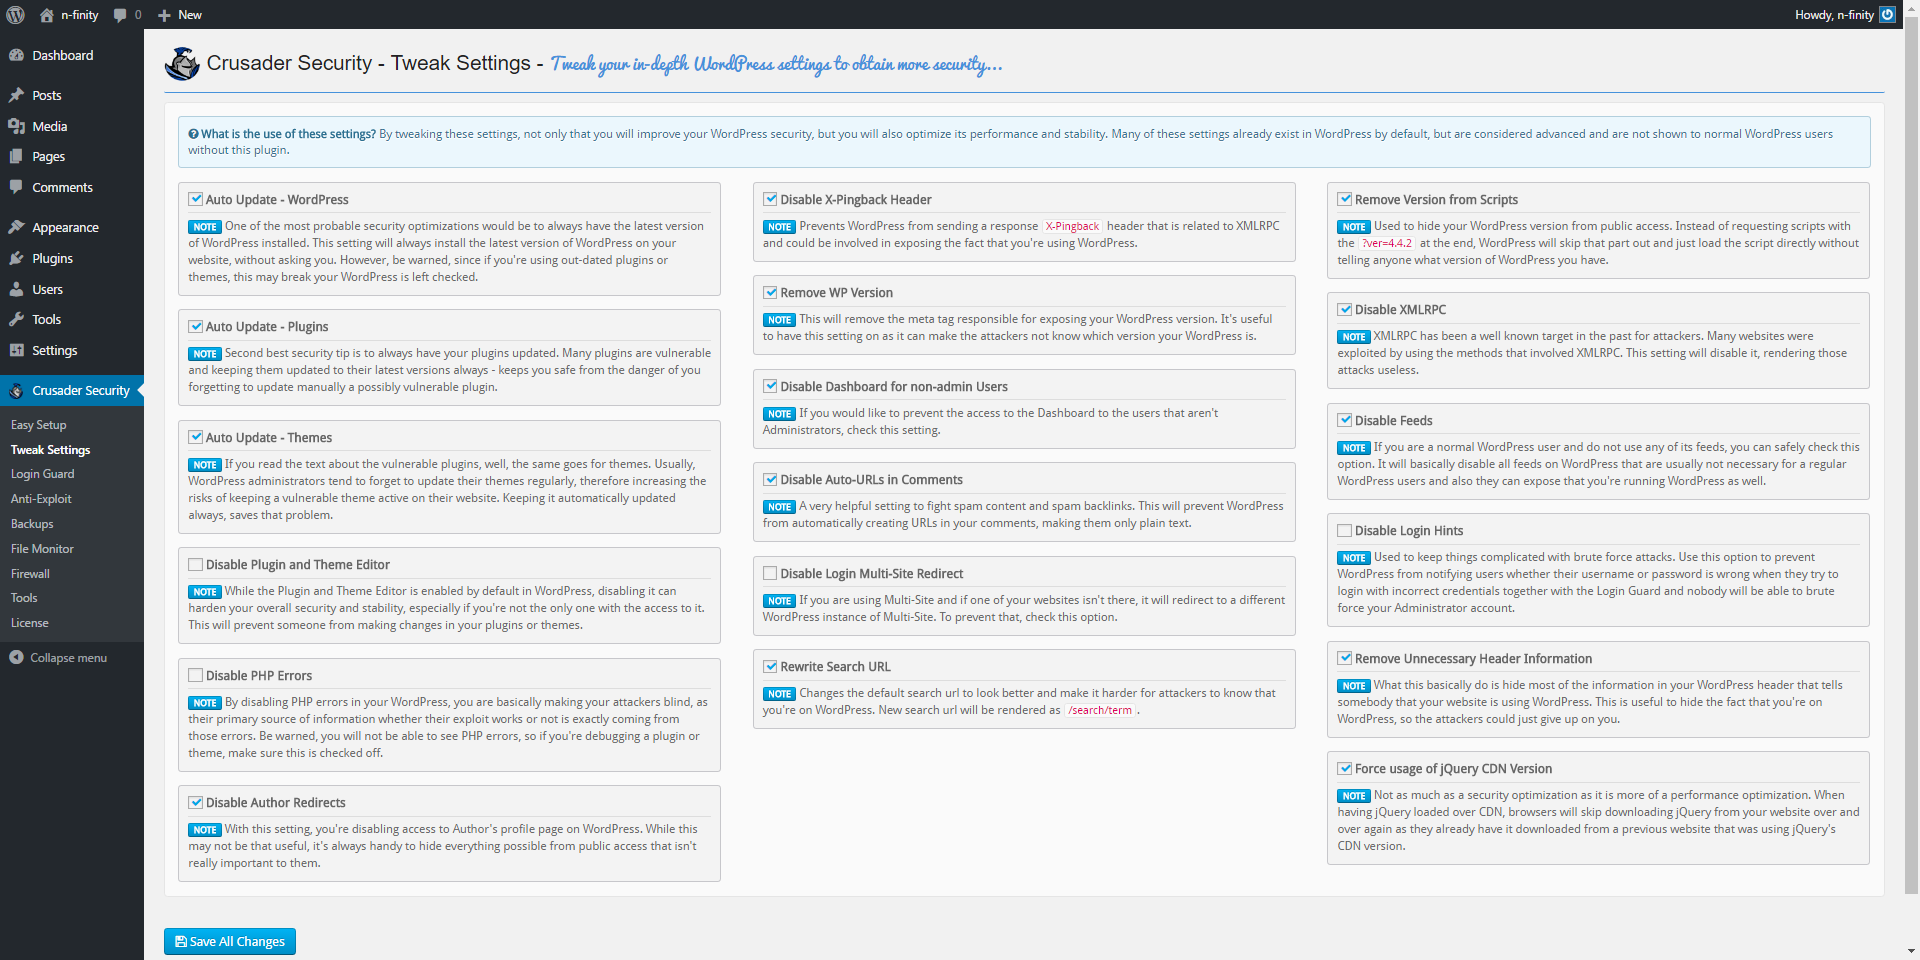 n-finity
0
New
Howdy, n-finity
Dashboard
Posts
Media
Pages
Comments
Appearance
Plugins
Users
Tools
Settings
Crusader Security
Easy Setup
Tweak Settings
Login Guard
Anti-Exploit
Backups
File Monitor
Firewall
Tools
License
Collapse menu
Crusader Security - Tweak Settings - Tweak your in-depth WordPress settings to obtain more security...
What is the use of these settings? By tweaking these settings, not only that you will improve your WordPress security, but you will also optimize its performance and stability. Many of these settings already exist in WordPress by default, but are considered advanced and are not shown to normal WordPress users
without this plugin.
Auto Update - WordPress
NOTE One of the most probable security optimizations would be to always have the latest version
of WordPress installed. This setting will always install the latest version of WordPress on your
website, without asking you. However, be warned, since if you're using out-dated plugins or
themes, this may break your WordPress is left checked.
Auto Update - Plugins
NOTE Second best security tip is to always have your plugins updated. Many plugins are vulnerable
and keeping them updated to their latest versions always - keeps you safe from the danger of you
forgetting to update manually a possibly vulnerable plugin.
Auto Update - Themes
NOTE If you read the text about the vulnerable plugins, well, the same goes for themes. Usually,
WordPress administrators tend to forget to update their themes regularly, therefore increasing the
risks of keeping a vulnerable theme active on their website. Keeping it automatically updated
always, saves that problem.
Disable Plugin and Theme Editor
NOTE While the Plugin and Theme Editor is enabled by default in WordPress, disabling it can
harden your overall security and stability, especially if you're not the only one with the access to it.
This will prevent someone from making changes in your plugins or themes.
Disable PHP Errors
NOTE By disabling PHP errors in your WordPress, you are basically making your attackers blind, as
their primary source of information whether their exploit works or not is exactly coming from
those errors. Be warned, you will not be able to see PHP errors, so if you're debugging a plugin or
theme, make sure this is checked off.
Disable Author Redirects
NOTE With this setting, you're disabling access to Author's profile page on WordPress. While this
may not be that useful, it's always handy to hide everything possible from public access that isn't
really important to them.
Disable X-Pingback Header
NOTE Prevents WordPress from sending a response X-Pingback header that is related to XMLRPC
and could be involved in exposing the fact that you're using WordPress.
Remove WP Version
NOTE This will remove the meta tag responsible for exposing your WordPress version. It's useful
to have this setting on as it can make the attackers not know which version your WordPress is.
Disable Dashboard for non-admin Users
NOTE If you would like to prevent the access to the Dashboard to the users that aren't
Administrators, check this setting.
Disable Auto-URLs in Comments
NOTE A very helpful setting to fight spam content and spam backlinks. This will prevent WordPress
from automatically creating URLs in your comments, making them only plain text.
Disable Login Multi-Site Redirect
NOTE If you are using Multi-Site and if one of your websites isn't there, it will redirect to a different
WordPress instance of Multi-Site. To prevent that, check this option.
Rewrite Search URL
NOTE Changes the default search url to look better and make it harder for attackers to know that
you're on WordPress. New search url will be rendered as /search/term .
Remove Version from Scripts
NOTE Used to hide your WordPress version from public access. Instead of requesting scripts with
the ?ver=4.4.2 at the end, WordPress will skip that part out and just load the script directly without
telling anyone what version of WordPress you have.
Disable XMLRPC
NOTE XMLRPC has been a well known target in the past for attackers. Many websites were
exploited by using the methods that involved XMLRPC. This setting will disable it, rendering those
attacks useless.
Disable Feeds
NOTE If you are a normal WordPress user and do not use any of its feeds, you can safely check this
option. It will basically disable all feeds on WordPress that are usually not necessary for a regular
WordPress users and also they can expose that you're running WordPress as well.
Disable Login Hints
NOTE Used to keep things complicated with brute force attacks. Use this option to prevent
WordPress from notifying users whether their username or password is wrong when they try to
login with incorrect credentials together with the Login Guard and nobody will be able to brute
force your Administrator account.
Remove Unnecessary Header Information
NOTE What this basically do is hide most of the information in your WordPress header that tells
somebody that your website is using WordPress. This is useful to hide the fact that you're on
WordPress, so the attackers could just give up on you.
Force usage of jQuery CDN Version
NOTE Not as much as a security optimization as it is more of a performance optimization. When
having jQuery loaded over CDN, browsers will skip downloading jQuery from your website over and
over again as they already have it downloaded from a previous website that was using jQuery's
CDN version.
Save All Changes